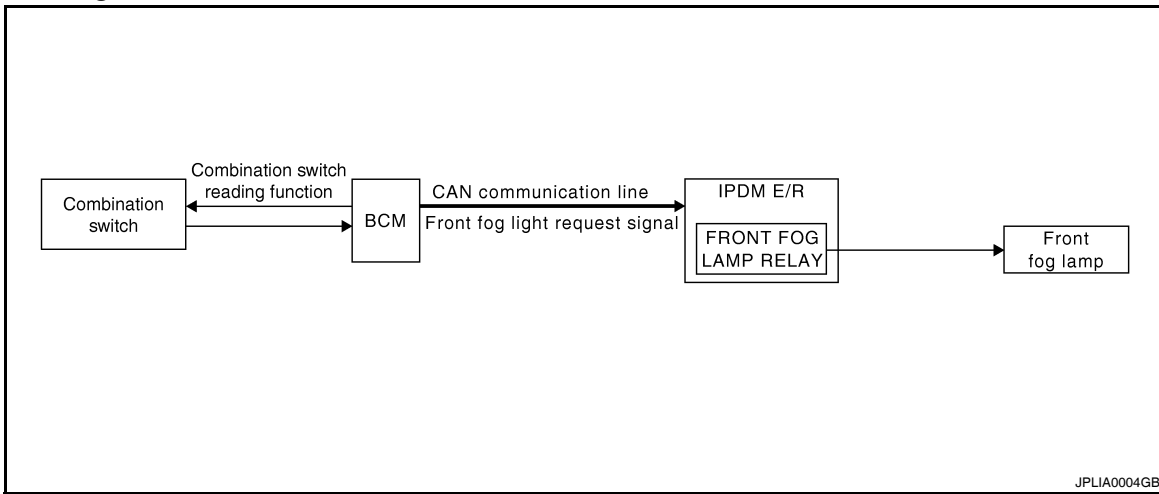 Combination switch
reading function
Combination
switch
BCM
CAN communication line
Front fog light request signal
IPDM E/R
FRONT FOG
LAMP RELAY
Front
fog lamp
JPLIA0004GB